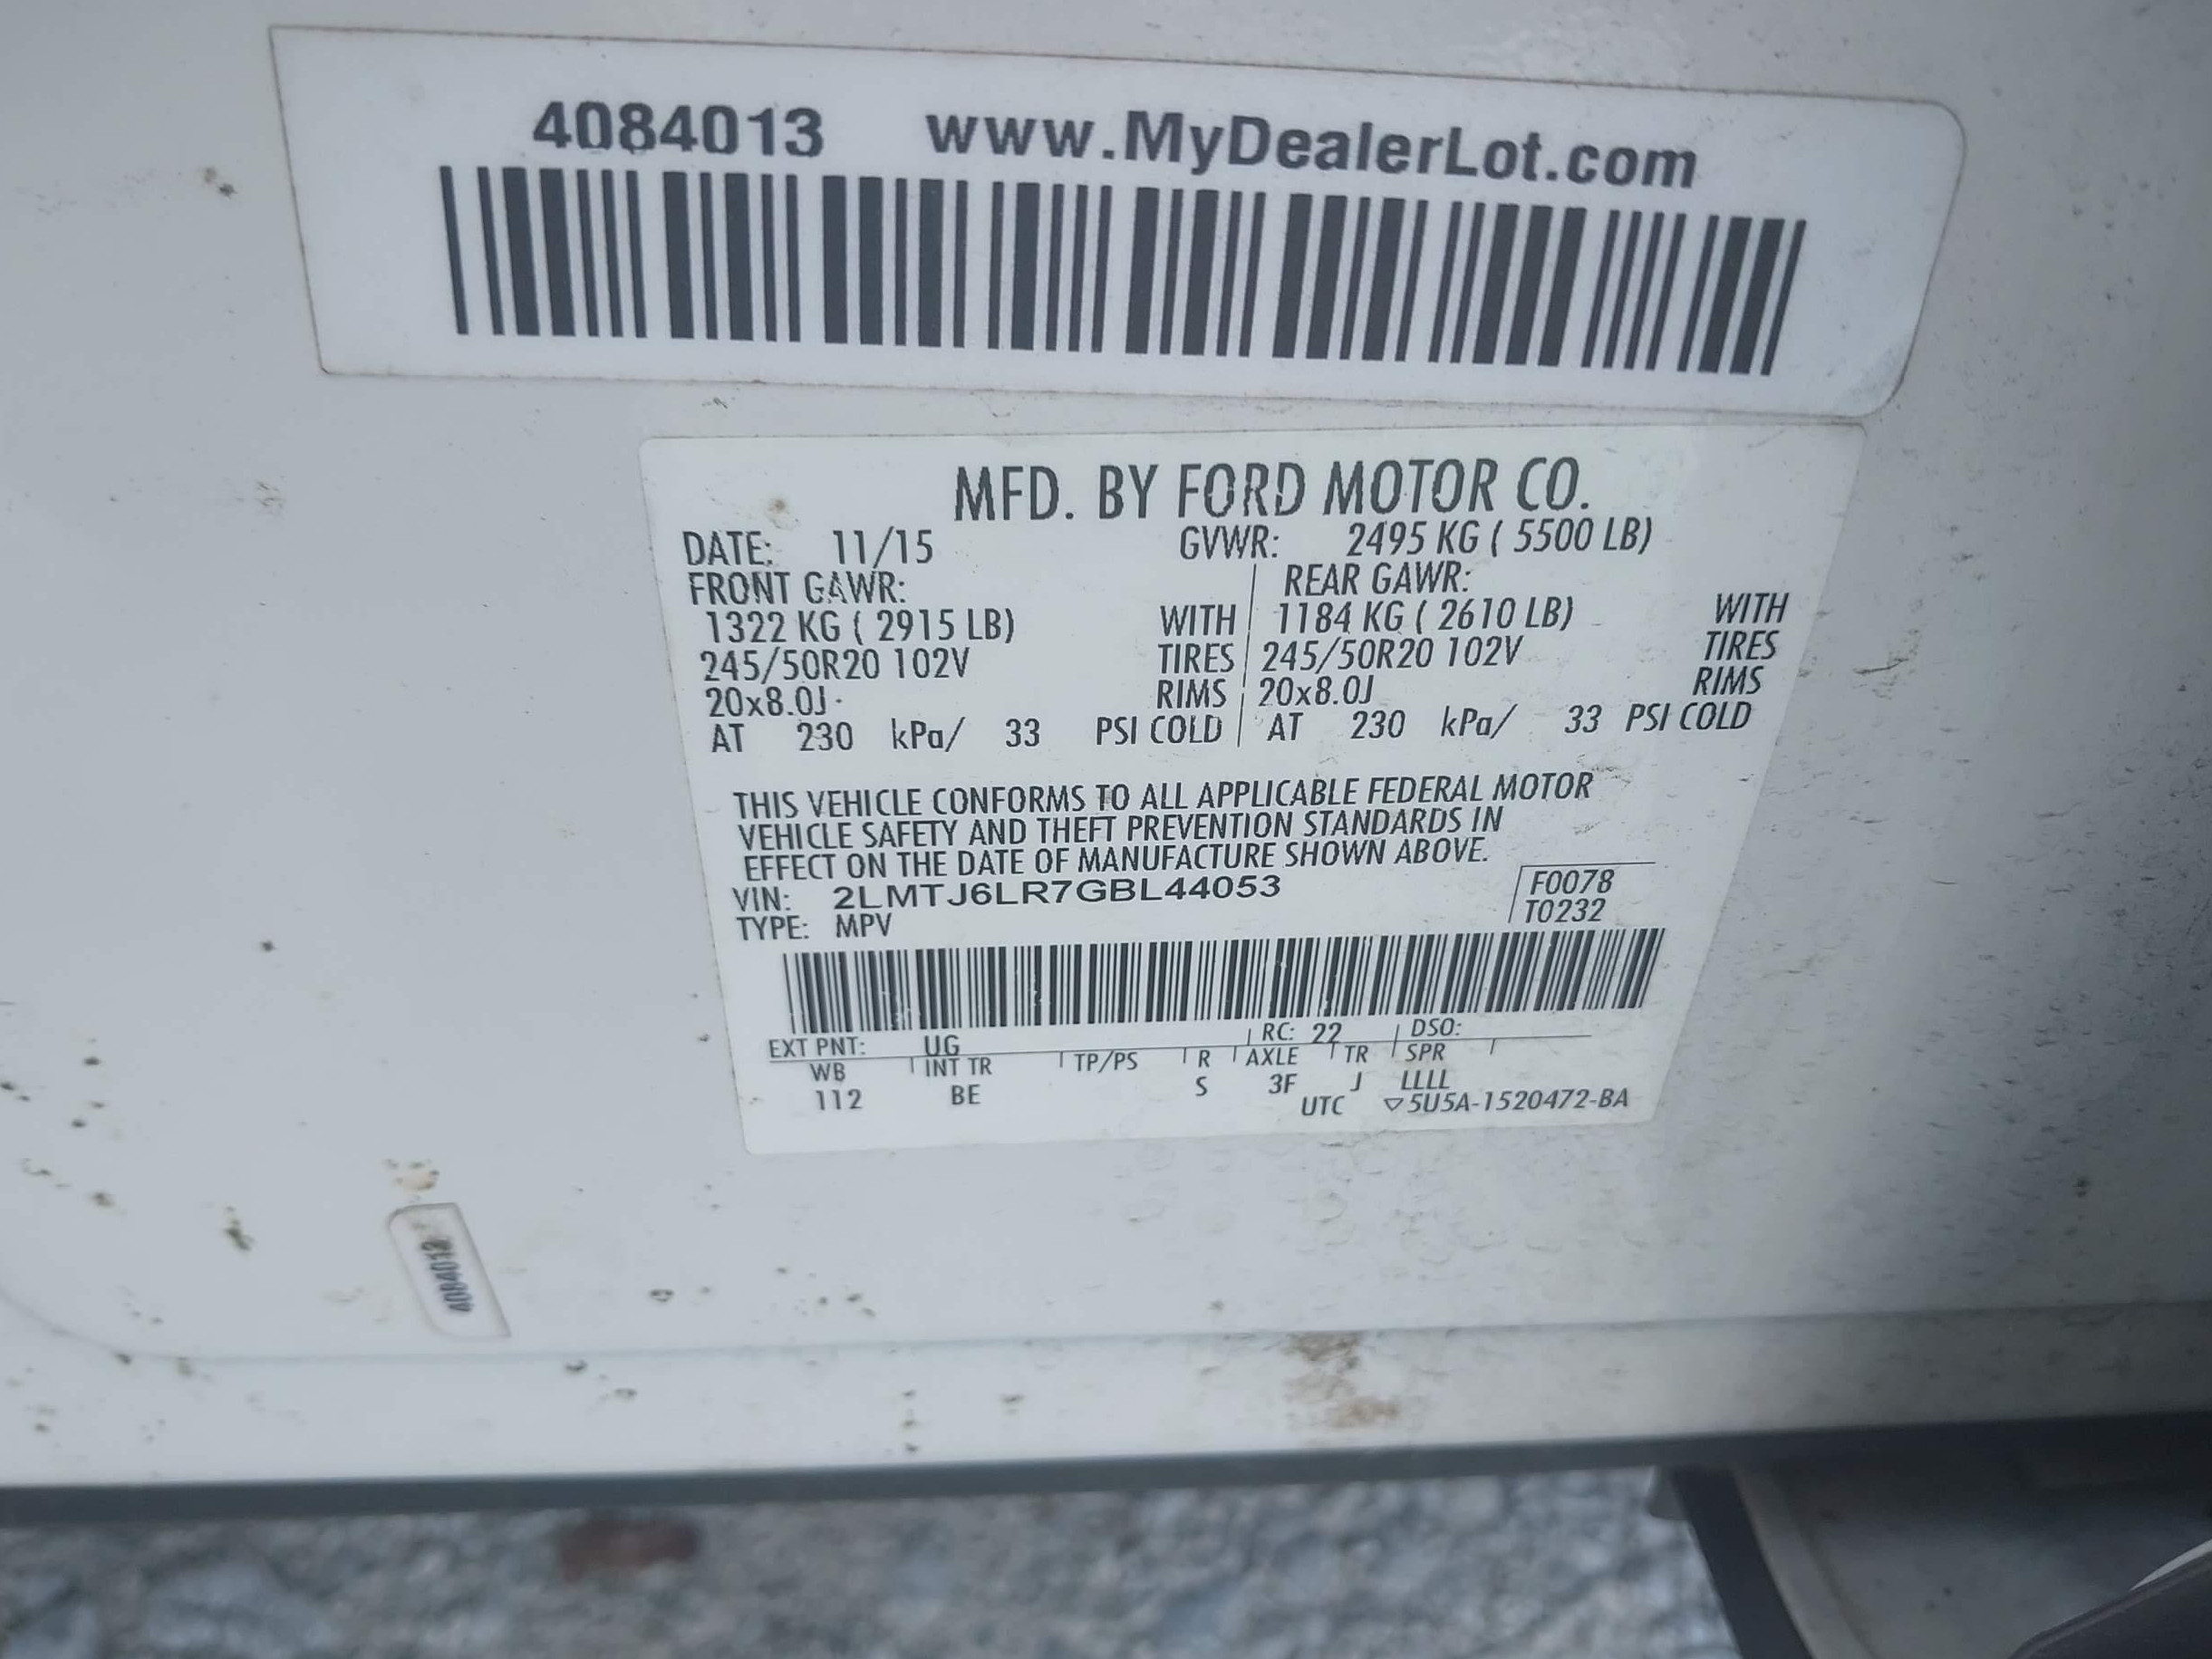 4084013 www.MyDealerLot.com
MFD. BY FORD MOTOR CO.
DATE: 11/15 GVWR: 2495 KG ( 5500 LB)
FRONT GAWR: REAR GAWR:
1322 KG ( 2915 LB) WITH 1184 KG ( 2610 LB) WITH
245/50R20 102V TIRES 245/50R20 102V TIRES
20x8.0J RIMS 20x8.0J RIMS
AT 230 kPa/ 33 PSI COLD AT 230 kPa/ 33 PSI COLD
THIS VEHICLE CONFORMS TO ALL APPLICABLE FEDERAL MOTOR
VEHICLE SAFETY AND THEFT PREVENTION STANDARDS IN
EFFECT ON THE DATE OF MANUFACTURE SHOWN ABOVE.
VIN: 2LMTJ6LR7GBL44053 F0078
TYPE: MPV T0232
EXT PNT: UG RC: 22 DSO:
WB INT TR TP/PS R AXLE TR SPR
112 BE S 3F J LLLL
UTC ▽5U5A-1520472-BA
4084013